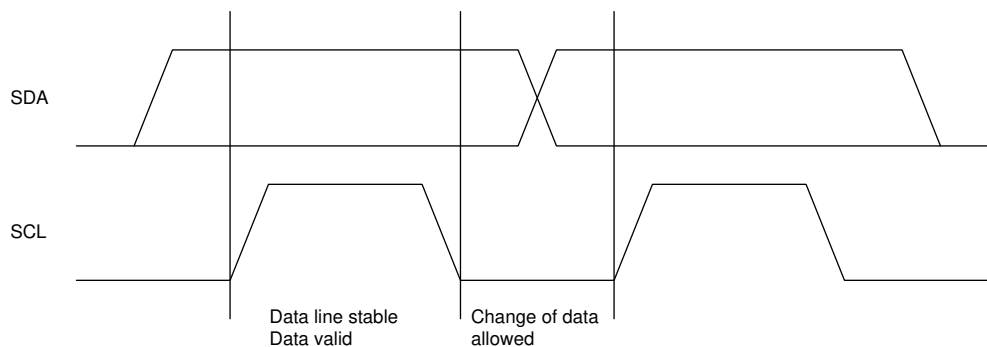 SDA
SCL
Data line stable
Data valid
Change of data
allowed